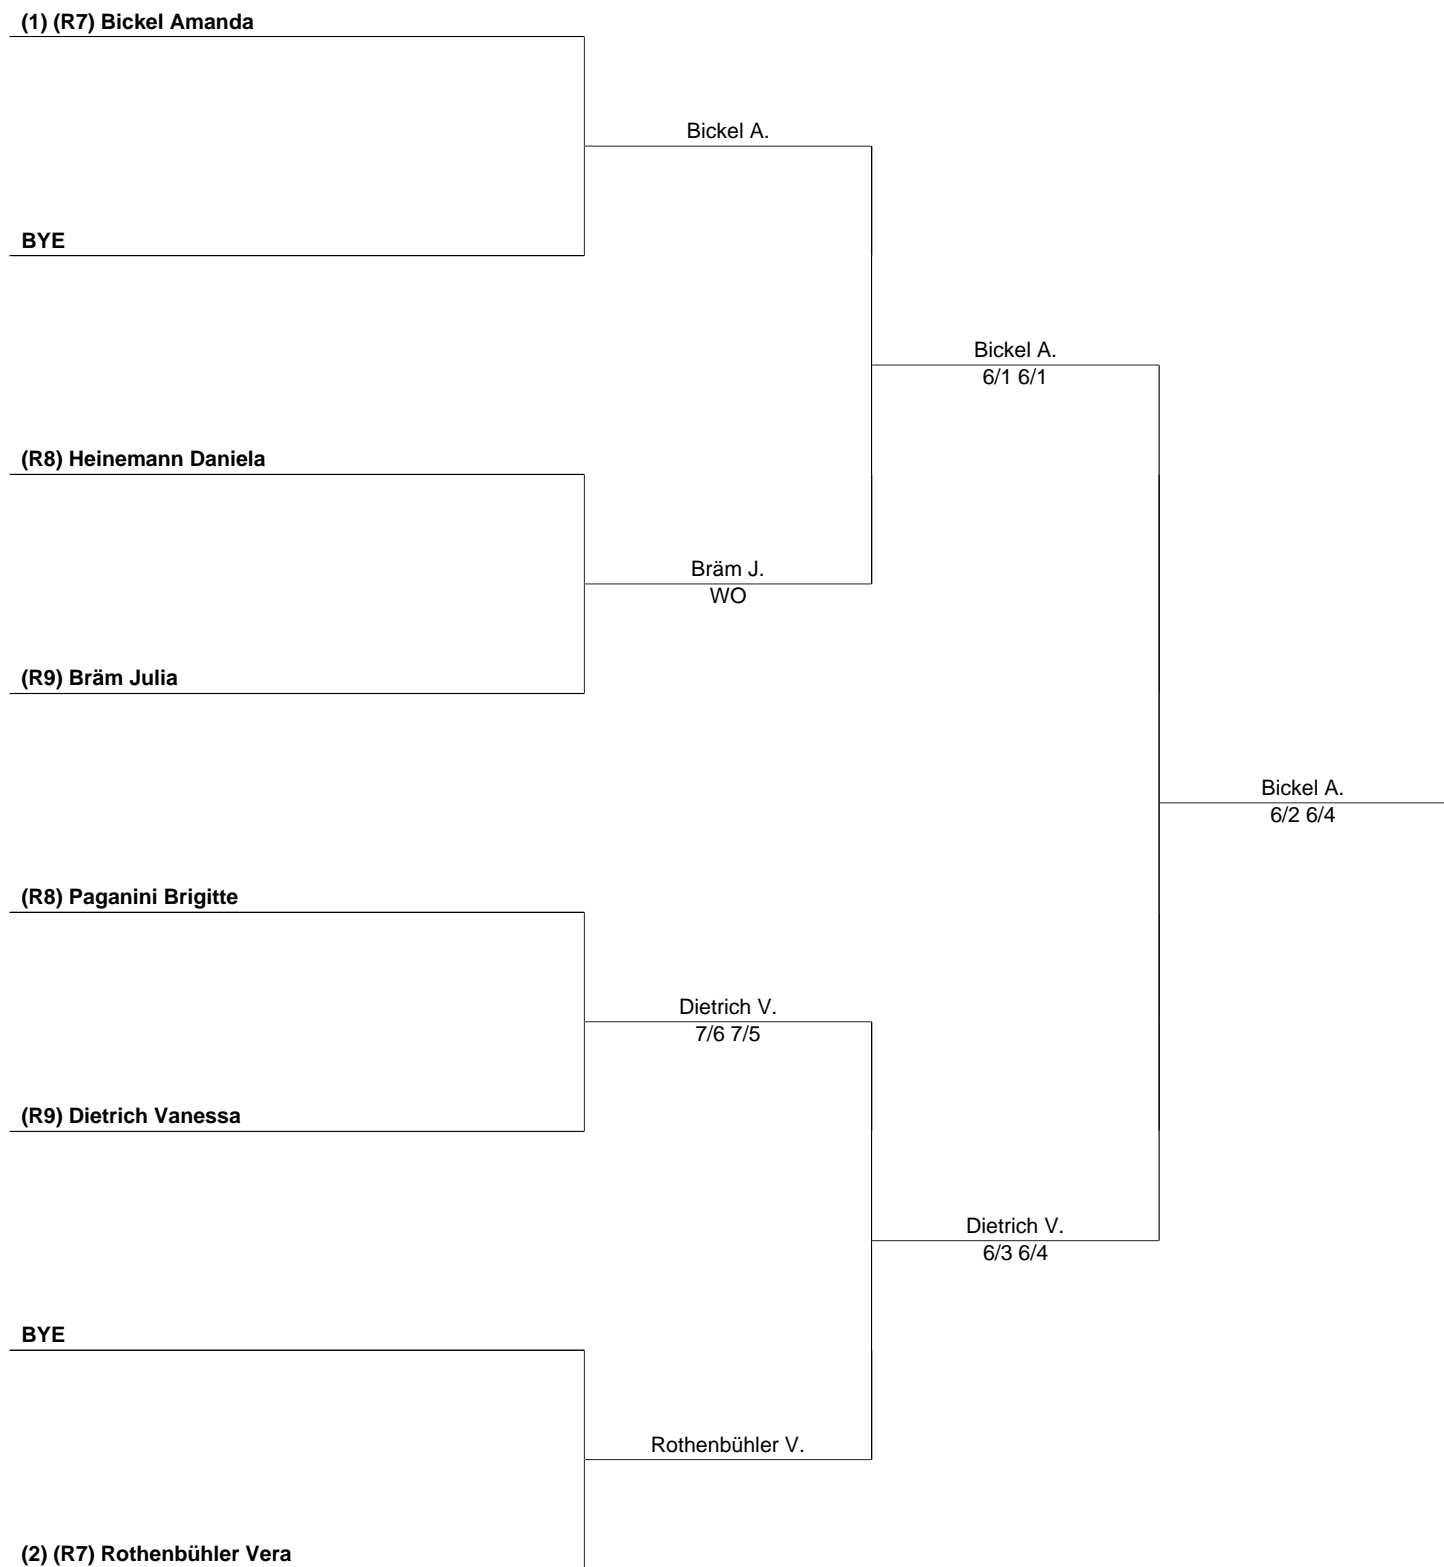 (1) (R7) Bickel Amanda
Bickel A.
BYE
Bickel A.
6/1 6/1
(R8) Heinemann Daniela
Bräm J.
WO
(R9) Bräm Julia
Bickel A.
6/2 6/4
(R8) Paganini Brigitte
Dietrich V.
7/6 7/5
(R9) Dietrich Vanessa
Dietrich V.
6/3 6/4
BYE
Rothenbühler V.
(2) (R7) Rothenbühler Vera